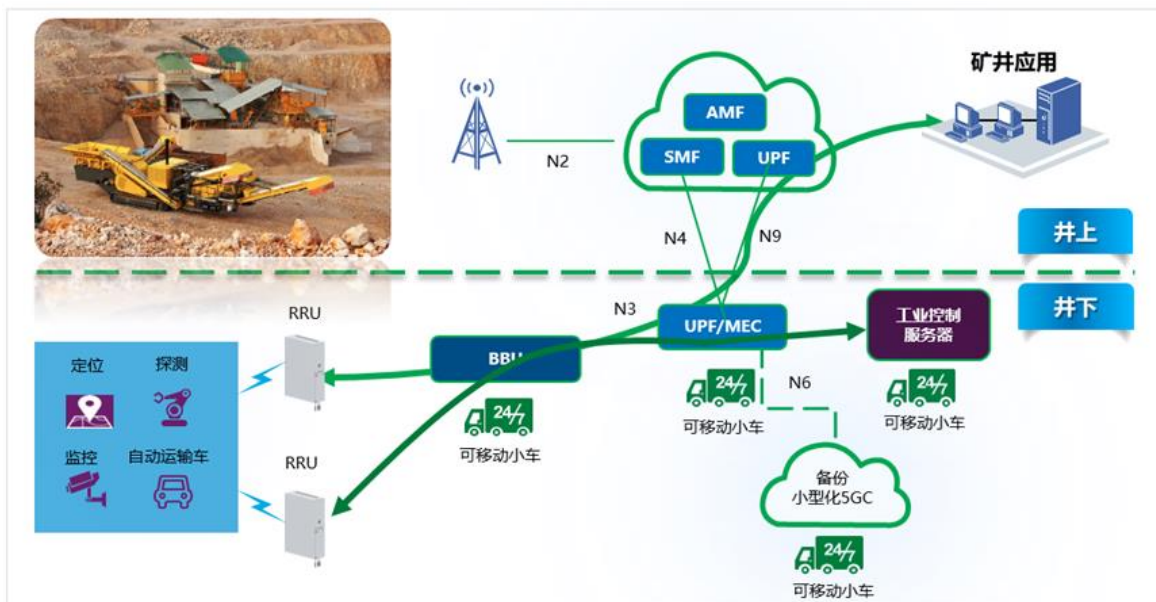 矿井应用
AMF
SMF
UPF
N2
N4
N9
井上
井下
RRU
N3
UPF/MEC
工业控制
服务器
BBU
定位
探测
监控
自动运输车
RRU
24/7
可移动小车
24/7
可移动小车
N6
24/7
可移动小车
备份
小型化5GC
24/7
可移动小车